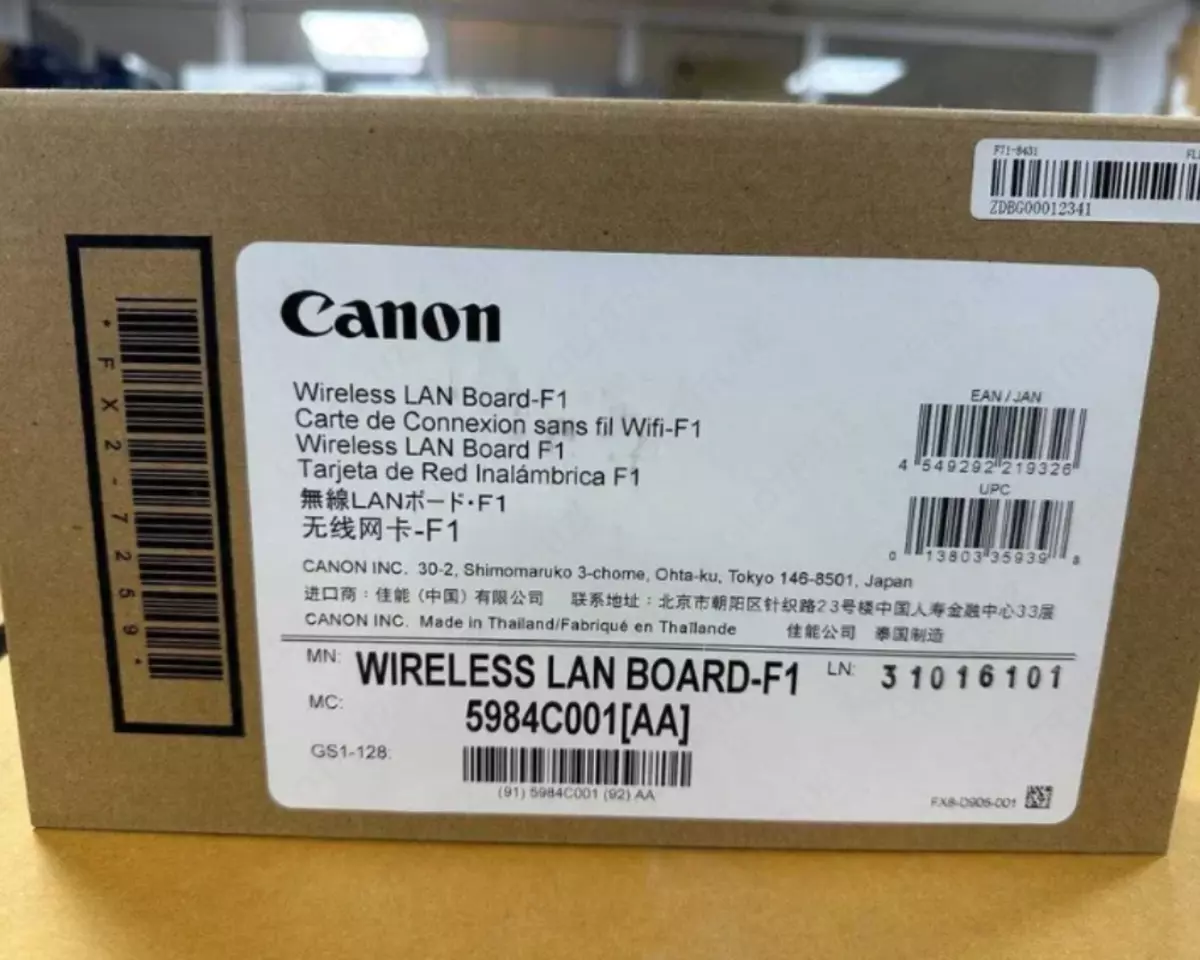 F71-8431
ZDBG00012341
*FX2-7259*
Canon
Wireless LAN Board-F1
Carte de Connexion sans fil Wifi-F1
Wireless LAN Board F1
Tarjeta de Red Inalámbrica F1
無線LANボード・F1
无线网卡-F1
EAN / JAN
4 549292 219326
UPC
0 13803 35939 8
CANON INC. 30-2, Shimomaruko 3-chome, Ohta-ku, Tokyo 146-8501, Japan
进口商：佳能（中国）有限公司 联系地址：北京市朝阳区针织路23号楼中国人寿金融中心33层
CANON INC. Made in Thailand/Fabriqué en Thaïlande 佳能公司 泰国制造
MN: WIRELESS LAN BOARD-F1 LN: 31016101
MC: 5984C001[AA]
GS1-128:
(91) 5984C001 (92) AA
FX8-D906-001